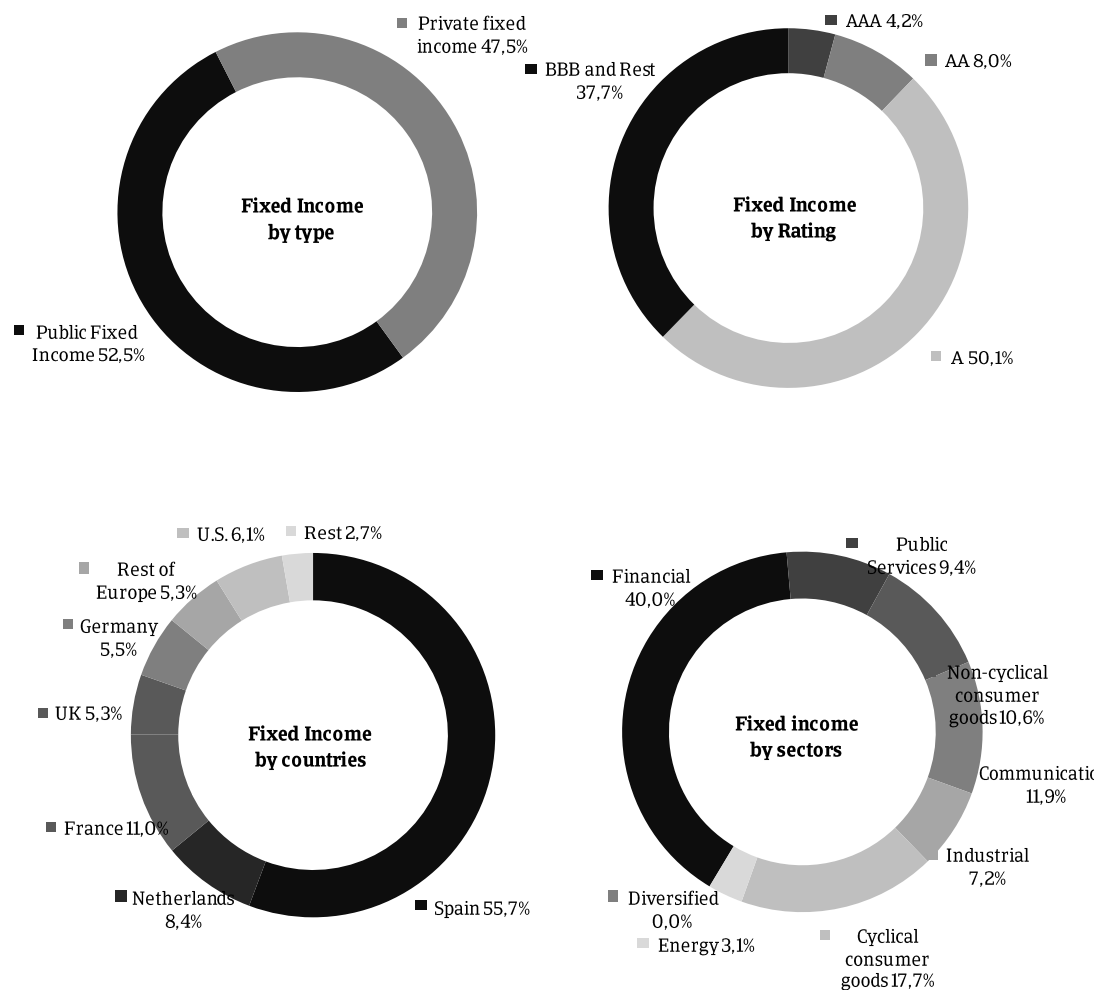 Private fixed
income 47,5%
Public Fixed
Income 52,5%
Fixed Income
by type
AAA 4,2%
AA 8,0%
BBB and Rest
37,7%
A 50,1%
Fixed Income
by Rating
U.S. 6,1%
Rest 2,7%
Rest of
Europe 5,3%
Germany
5,5%
UK 5,3%
France 11,0%
Netherlands
8,4%
Spain 55,7%
Fixed Income
by countries
Public
Services 9,4%
Financial
40,0%
Non-cyclical
consumer
goods 10,6%
Communicatio
11,9%
Industrial
7,2%
Diversified
0,0%
Energy 3,1%
Cyclical
consumer
goods 17,7%
Fixed income
by sectors